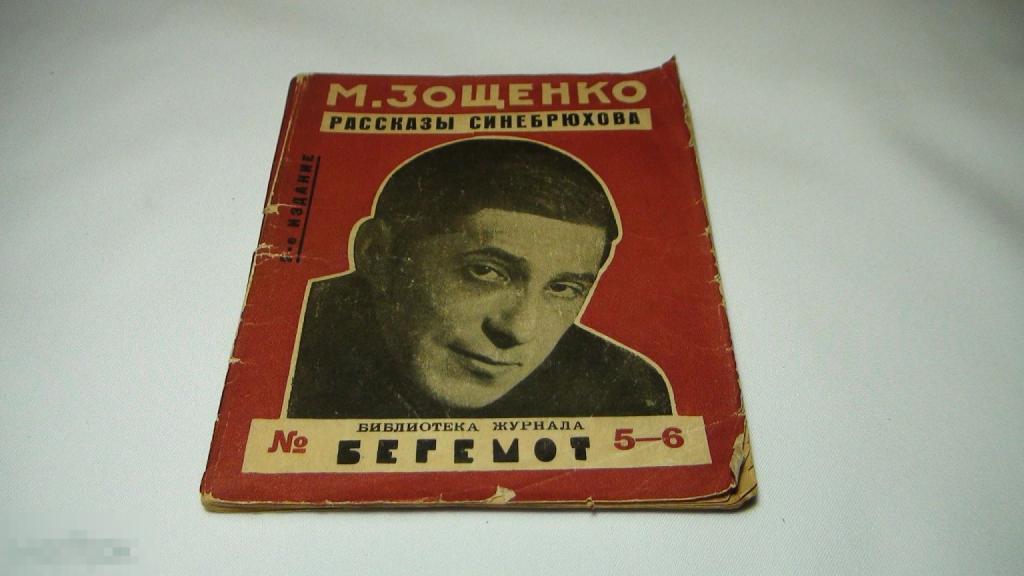 М. ЗОЩЕНКО
РАССКАЗЫ СИНЕБРЮХОВА
ИЗДАНИЕ
БИБЛИОТЕКА ЖУРНАЛА
№ БЕГЕМОТ 5—6